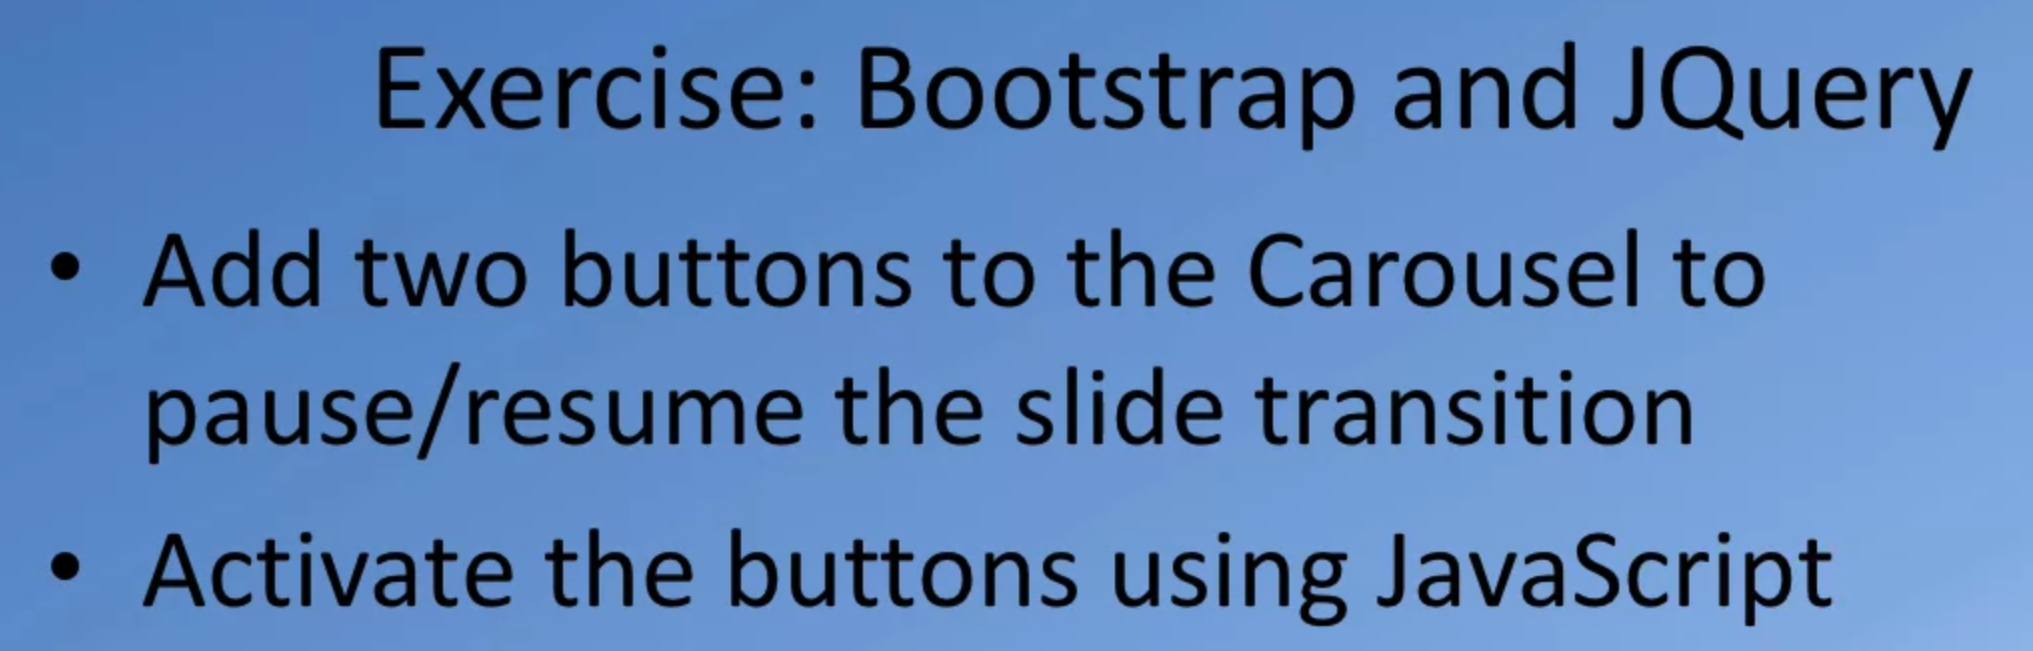 Exercise: Bootstrap and JQuery
• Add two buttons to the Carousel to
pause/resume the slide transition
• Activate the buttons using JavaScript